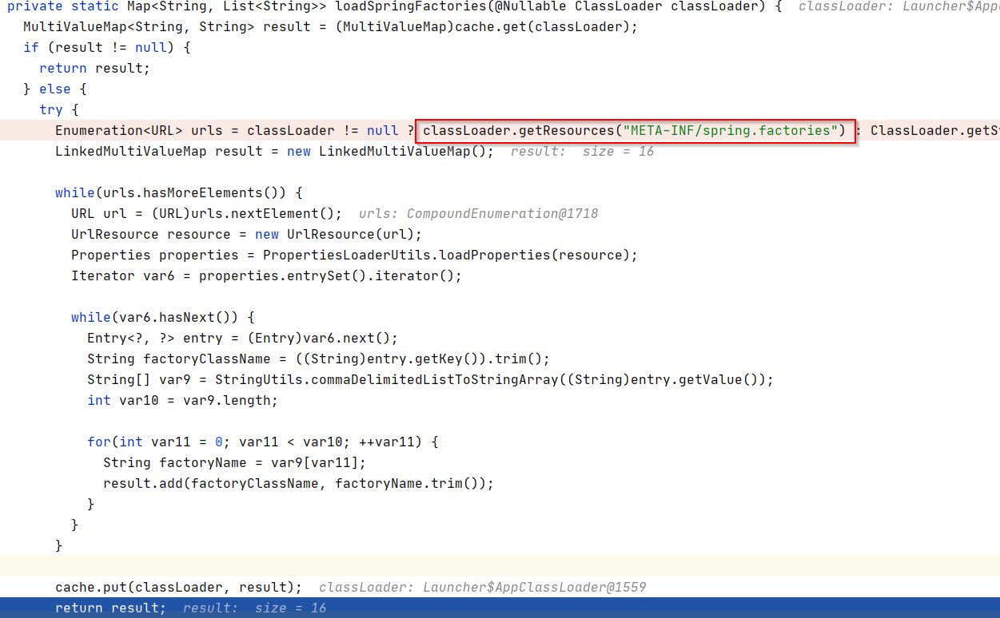 private static Map<String, List<String>> loadSpringFactories(@Nullable ClassLoader classLoader) {  classLoader: Launcher$App
MultiValueMap<String, String> result = (MultiValueMap)cache.get(classLoader);
if (result != null) {
return result;
} else {
try {
Enumeration<URL> urls = classLoader != null ? classLoader.getResources("META-INF/spring.factories") : ClassLoader.getS
LinkedMultiValueMap result = new LinkedMultiValueMap();  result:  size = 16
while(urls.hasMoreElements()) {
URL url = (URL)urls.nextElement();  urls: CompoundEnumeration@1718
UrlResource resource = new UrlResource(url);
Properties properties = PropertiesLoaderUtils.loadProperties(resource);
Iterator var6 = properties.entrySet().iterator();
while(var6.hasNext()) {
Entry<?, ?> entry = (Entry)var6.next();
String factoryClassName = ((String)entry.getKey()).trim();
String[] var9 = StringUtils.commaDelimitedListToStringArray((String)entry.getValue());
int var10 = var9.length;
for(int var11 = 0; var11 < var10; ++var11) {
String factoryName = var9[var11];
result.add(factoryClassName, factoryName.trim());
}
}
}
cache.put(classLoader, result);  classLoader: Launcher$AppClassLoader@1559
return result;  result:  size = 16